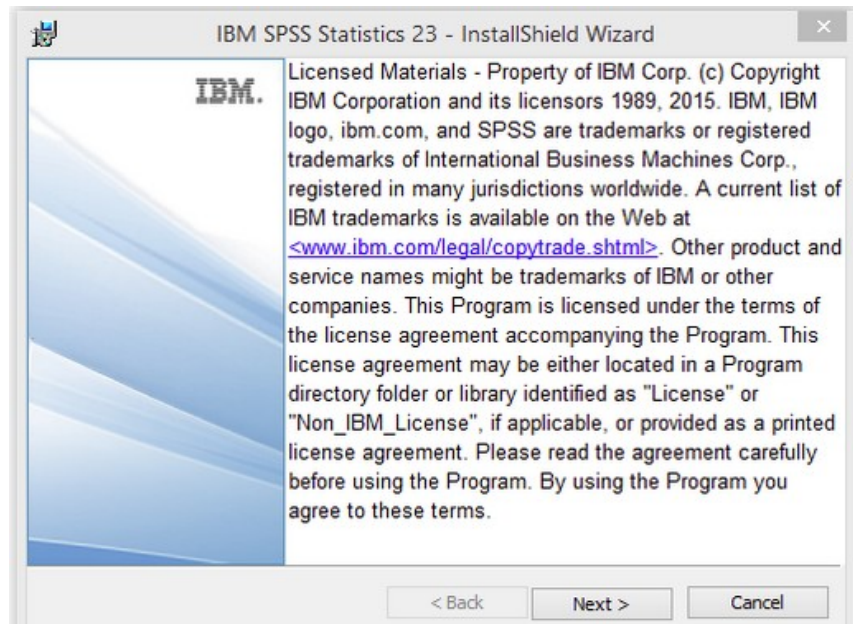 IBM SPSS Statistics 23 - InstallShield Wizard
IBM.
Licensed Materials - Property of IBM Corp. (c) Copyright
IBM Corporation and its licensors 1989, 2015. IBM, IBM
logo, ibm.com, and SPSS are trademarks or registered
trademarks of International Business Machines Corp.,
registered in many jurisdictions worldwide. A current list of
IBM trademarks is available on the Web at
<www.ibm.com/legal/copytrade.shtml>. Other product and
service names might be trademarks of IBM or other
companies. This Program is licensed under the terms of
the license agreement accompanying the Program. This
license agreement may be either located in a Program
directory folder or library identified as "License" or
"Non_IBM_License", if applicable, or provided as a printed
license agreement. Please read the agreement carefully
before using the Program. By using the Program you
agree to these terms.
< Back Next > Cancel